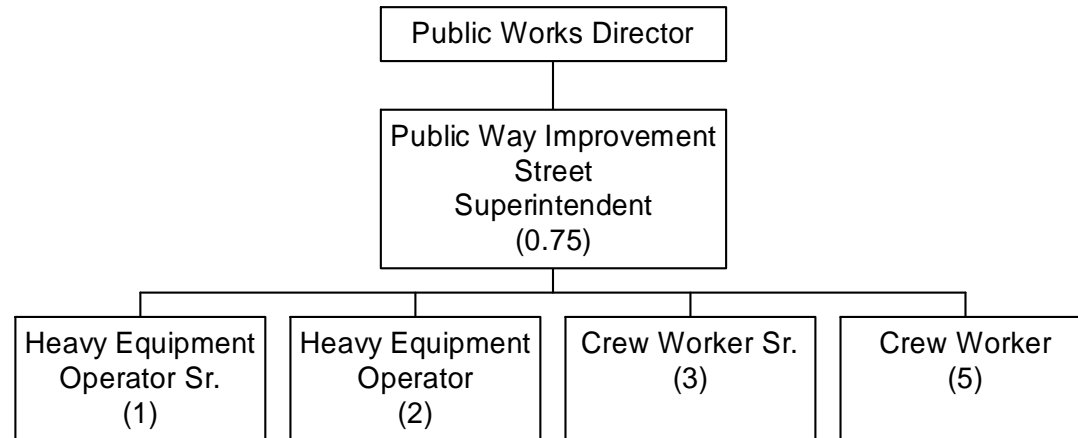 Public Works Director
Public Way Improvement
Street
Superintendent
(0.75)
Heavy Equipment
Operator Sr.
(1)
Heavy Equipment
Operator
(2)
Crew Worker Sr.
(3)
Crew Worker
(5)